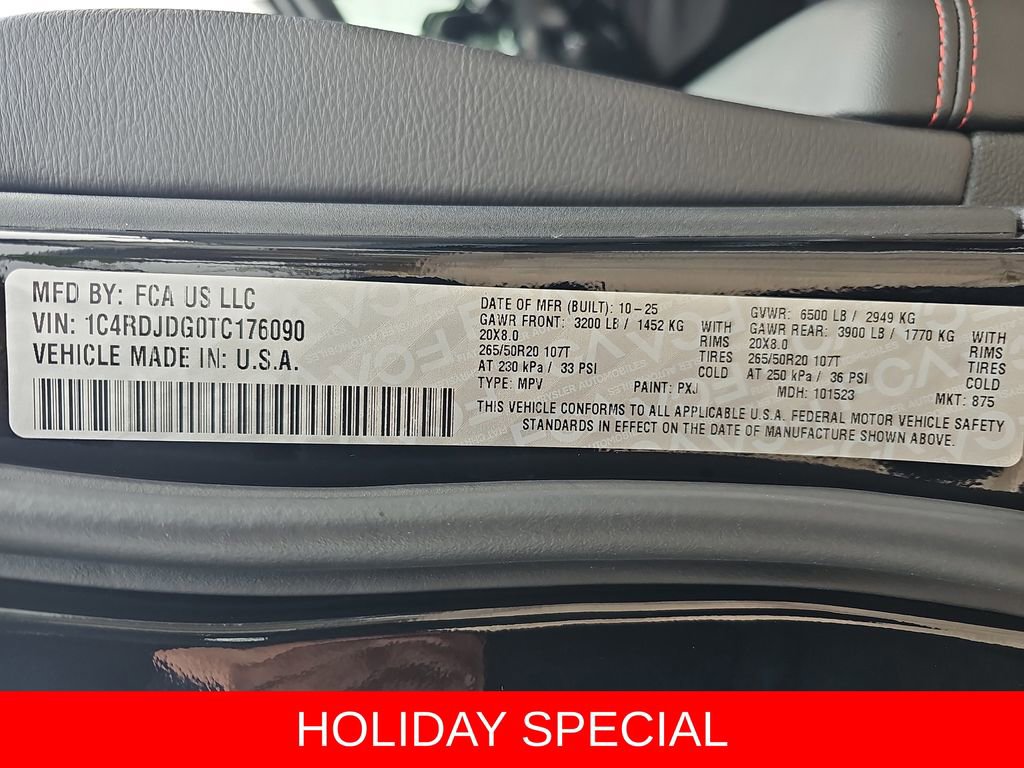 MFD BY: FCA US LLC
VIN: 1C4RDJDG0TC176090
VEHICLE MADE IN: U.S.A.
DATE OF MFR (BUILT): 10-25
GAWR FRONT: 3200 LB / 1452 KG WITH
20X8.0 RIMS
265/50R20 107T TIRES
AT 230 kPa / 33 PSI COLD
TYPE: MPV PAINT: PXJ
GVWR: 6500 LB / 2949 KG
GAWR REAR: 3900 LB / 1770 KG WITH
20X8.0 RIMS
265/50R20 107T TIRES
AT 250 kPa / 36 PSI COLD
MDH: 101523 MKT: 875
THIS VEHICLE CONFORMS TO ALL APPLICABLE U.S.A. FEDERAL MOTOR VEHICLE SAFETY
STANDARDS IN EFFECT ON THE DATE OF MANUFACTURE SHOWN ABOVE.
HOLIDAY SPECIAL